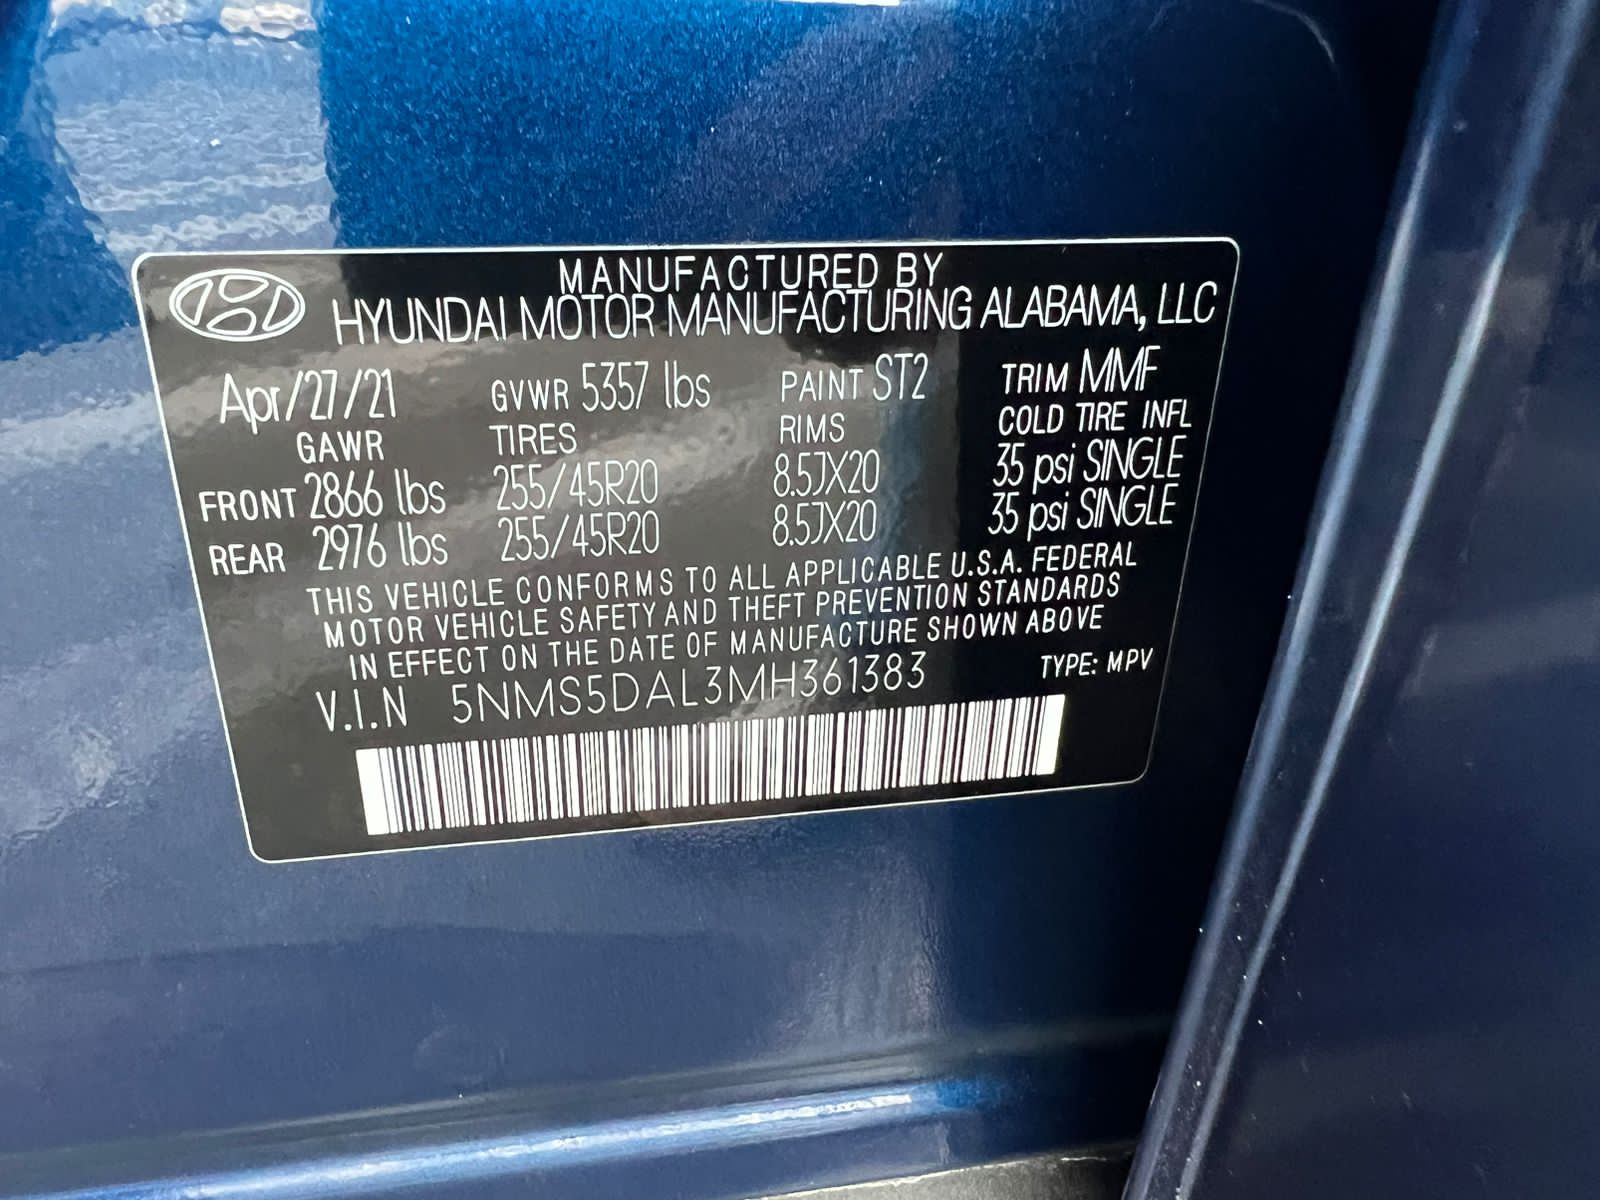 MANUFACTURED BY
HYUNDAI MOTOR MANUFACTURING ALABAMA, LLC
Apr/27/21 GVWR 5357 lbs PAINT ST2 TRIM MMF
GAWR TIRES RIMS COLD TIRE INFL
FRONT 2866 lbs 255/45R20 8.5JX20 35 psi SINGLE
REAR 2976 lbs 255/45R20 8.5JX20 35 psi SINGLE
THIS VEHICLE CONFORMS TO ALL APPLICABLE U.S.A. FEDERAL
MOTOR VEHICLE SAFETY AND THEFT PREVENTION STANDARDS
IN EFFECT ON THE DATE OF MANUFACTURE SHOWN ABOVE
V.I.N 5NMS5DAL3MH361383 TYPE: MPV